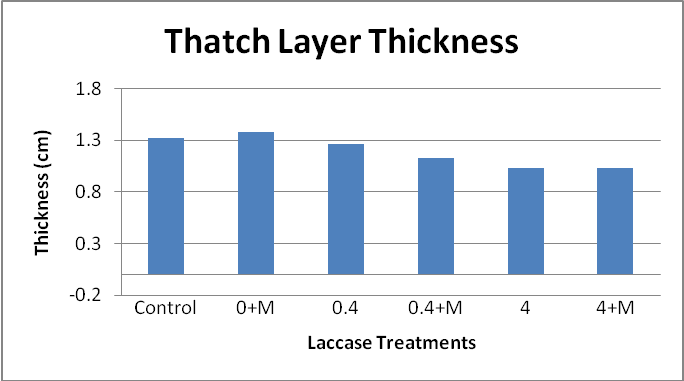 Thatch Layer Thickness
Thickness (cm)
1.8
1.3
0.8
0.3
-0.2
Control 0+M 0.4 0.4+M 4 4+M
Laccase Treatments